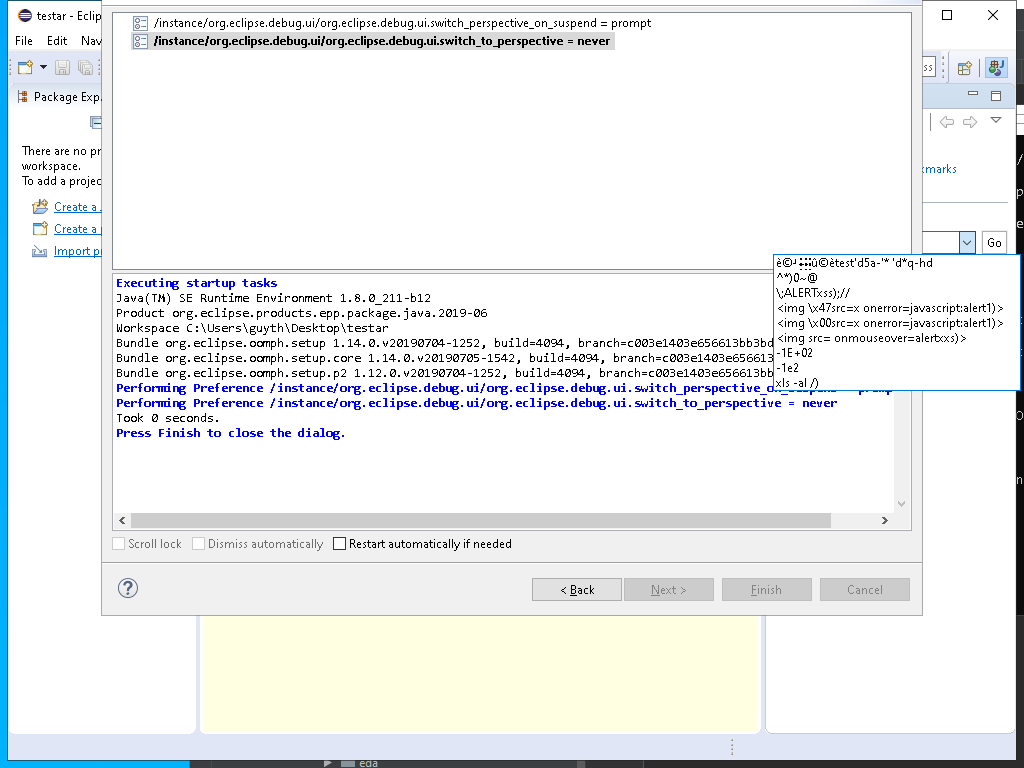 testar - Eclip
/instance/org.eclipse.debug.ui/org.eclipse.debug.ui.switch_perspective_on_suspend = prompt
/instance/org.eclipse.debug.ui/org.eclipse.debug.ui.switch_to_perspective = never
File Edit Nav
ss
Package Exp
There are no pr
workspace.
To add a projec
Create a
Create a
Import p
kmarks
Go
Executing startup tasks
Java(TM) SE Runtime Environment 1.8.0_211-b12
Product org.eclipse.products.epp.package.java.2019-06
Workspace C:\Users\guyth\Desktop\testar
Bundle org.eclipse.oomph.setup 1.14.0.v20190704-1252, build=4094, branch=c003e1403e656613bb3bd
Bundle org.eclipse.oomph.setup.core 1.14.0.v20190705-1542, build=4094, branch=c003e1403e656613
Bundle org.eclipse.oomph.setup.p2 1.12.0.v20190704-1252, build=4094, branch=c003e1403e656613bb
Performing Preference /instance/org.eclipse.debug.ui/org.eclipse.debug.ui.switch_perspective_o
Performing Preference /instance/org.eclipse.debug.ui/org.eclipse.debug.ui.switch_to_perspective = never
Took 0 seconds.
Press Finish to close the dialog.
test'd5a-'* 'd*q-hd
^*)0~@
\;ALERTxss);//
<img \x47src=x onerror=javascript:alert1)>
<img \x00src=x onerror=javascript:alert1)>
<img src= onmouseover=alertxxs)>
-1E+02
-1e2
xls -al /)
Scroll lock Dismiss automatically Restart automatically if needed
< Back Next > Finish Cancel
eda